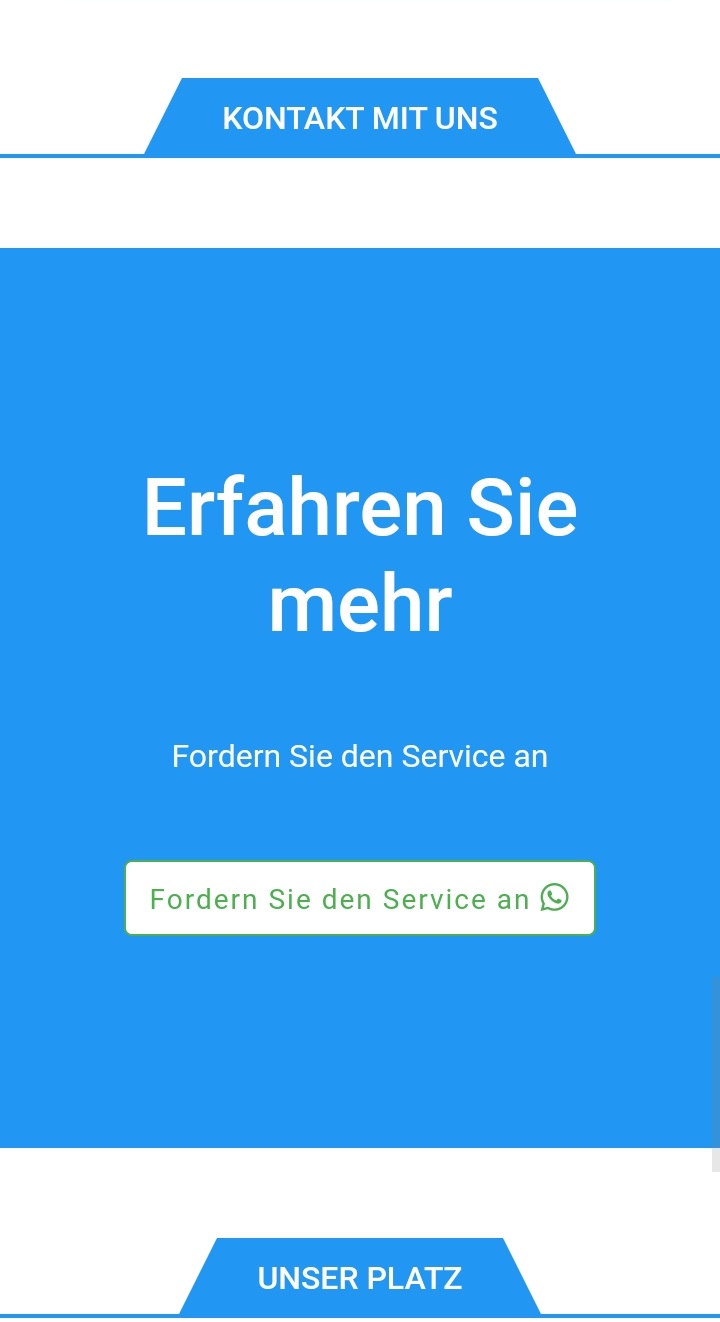 KONTAKT MIT UNS
Erfahren Sie
mehr
Fordern Sie den Service an
Fordern Sie den Service an
UNSER PLATZ